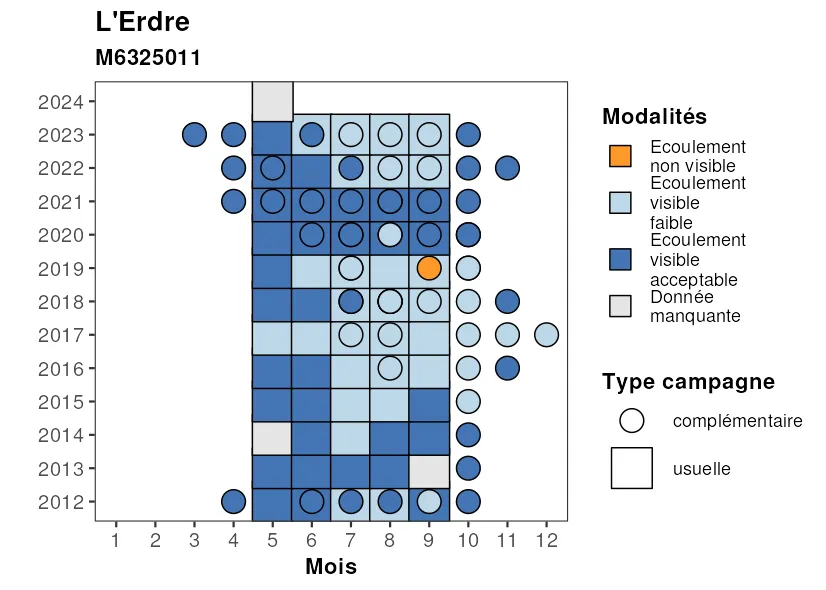 L'Erdre
M6325011
2024
2023
2022
2021
2020
2019
2018
2017
2016
2015
2014
2013
2012
1 2 3 4 5 6 7 8 9 10 11 12
Mois
Modalités
Ecoulement
non visible
Ecoulement
visible
faible
Ecoulement
visible
acceptable
Donnée
manquante
Type campagne
complémentaire
usuelle